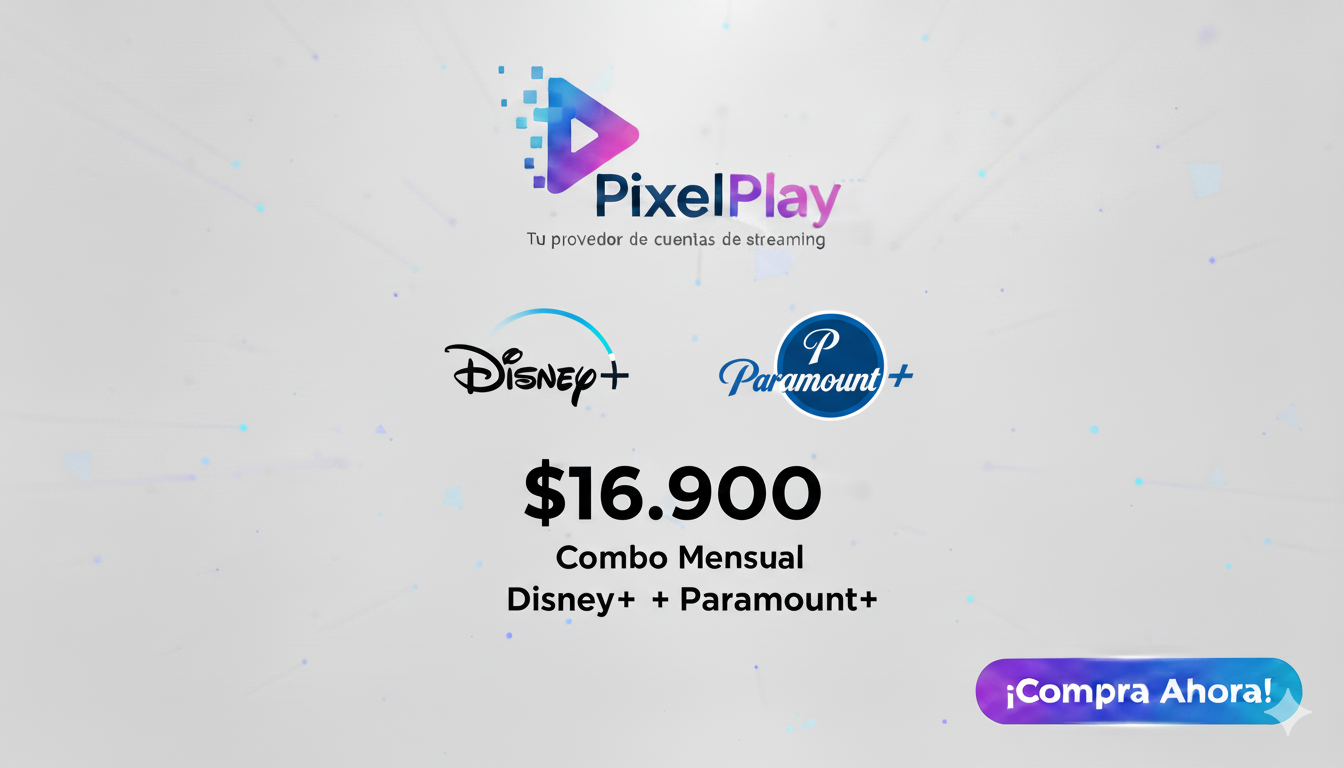 PixelPlay
Tu provedor de cuentas de streaming
Disney+
P
Paramount+
$16.900
Combo Mensual
Disney+ + Paramount+
¡Compra Ahora!